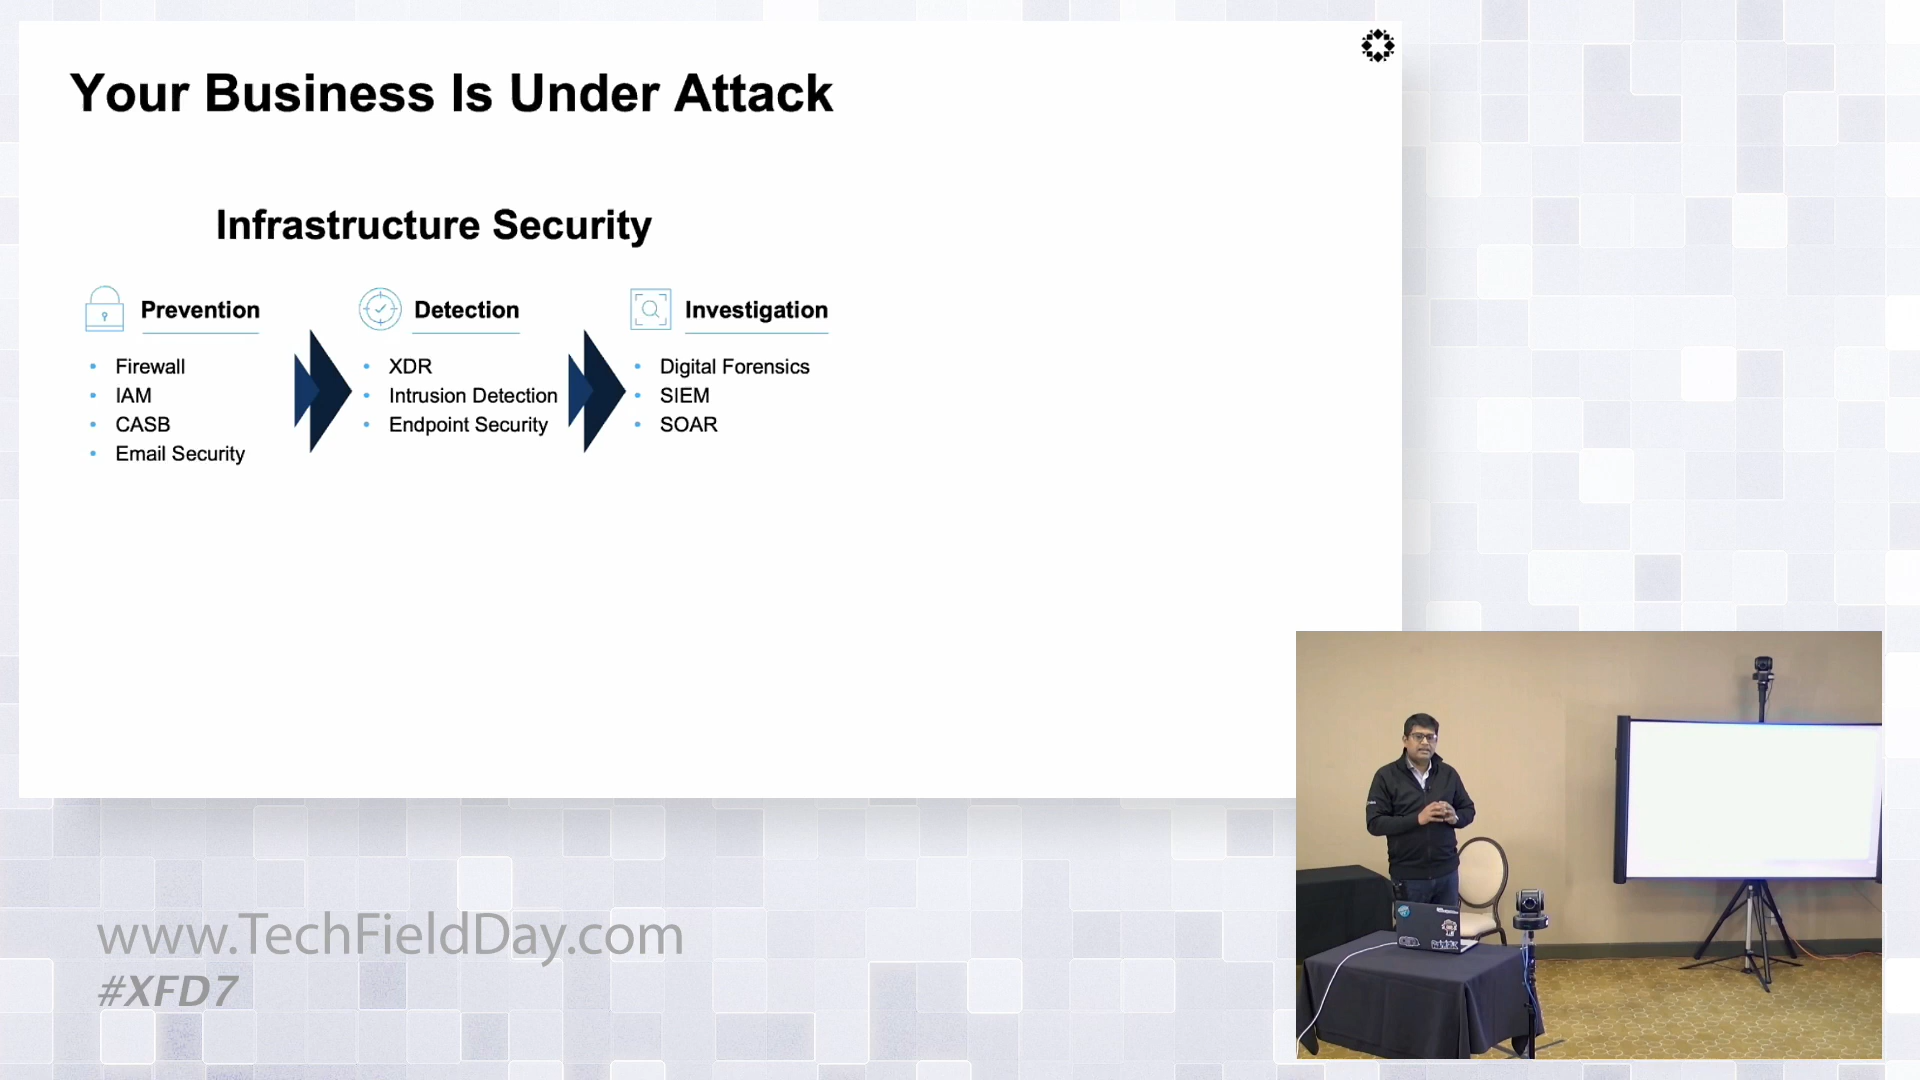 Your Business Is Under Attack
Infrastructure Security
Prevention
Firewall
IAM
CASB
Email Security
Detection
XDR
Intrusion Detection
Endpoint Security
Investigation
Digital Forensics
SIEM
SOAR
www.TechFieldDay.com
#XFD7